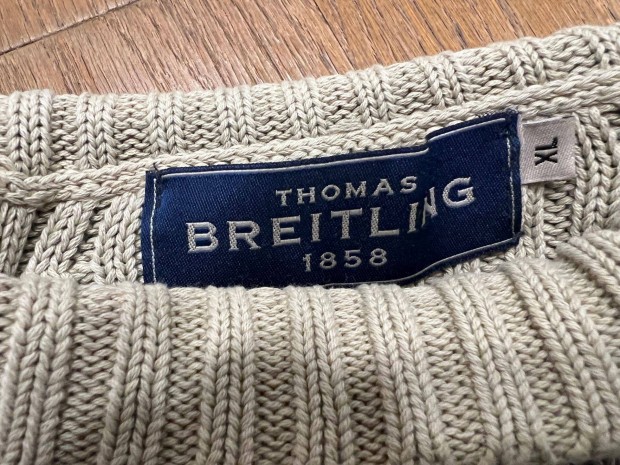 THOMAS
BREITLING
1858
XL